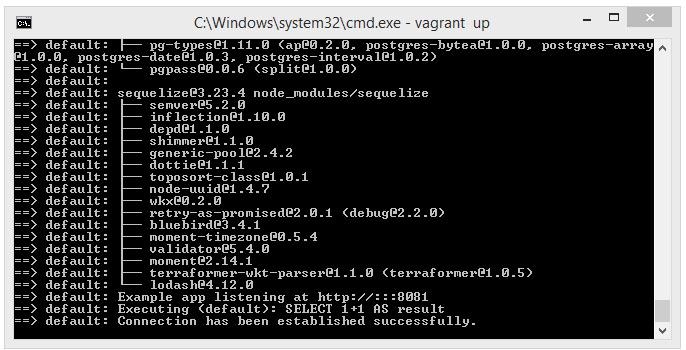 C:\Windows\system32\cmd.exe - vagrant up
==> default: ├── pg-types@1.11.0 (ap@0.2.0, postgres-bytea@1.0.0, postgres-array
@1.0.0, postgres-date@1.0.3, postgres-interval@1.0.2)
==> default: └── pgpass@0.0.6 (split@1.0.0)
==> default:
==> default: sequelize@3.23.4 node_modules/sequelize
==> default: ├── semver@5.2.0
==> default: ├── inflection@1.10.0
==> default: ├── depd@1.1.0
==> default: ├── shimmer@1.1.0
==> default: ├── generic-pool@2.4.2
==> default: ├── dottie@1.1.1
==> default: ├── toposort-class@1.0.1
==> default: ├── node-uuid@1.4.7
==> default: ├── wkx@0.2.0
==> default: ├── retry-as-promised@2.0.1 (debug@2.2.0)
==> default: ├── bluebird@3.4.1
==> default: ├── moment-timezone@0.5.4
==> default: ├── validator@5.4.0
==> default: ├── moment@2.14.1
==> default: ├── terraformer-wkt-parser@1.1.0 (terraformer@1.0.5)
==> default: └── lodash@4.12.0
==> default: Example app listening at http://:::8081
==> default: Executing (default): SELECT 1+1 AS result
==> default: Connection has been established successfully.